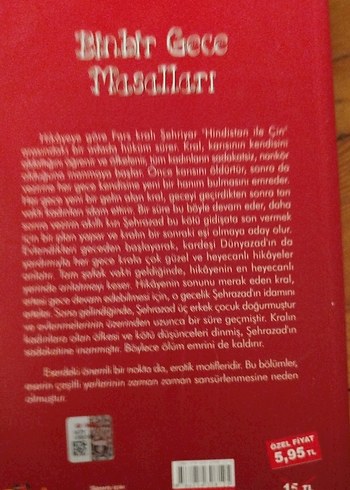 Binbir Gece
Masalları
Hikâyeye göre Fars kralı Şehriyar 'Hindistan ile Çin'
arasındaki bir adada hüküm sürer. Kral, karısının kendisini
aldattığını öğrenir ve öfkelenir, tüm kadınların sadakatsiz, nankör
olduğuna inanmaya başlar. Önce karısını öldürtür, sonra da
vezirine her gece kendisine yeni bir hanım bulmasını emreder.
Her gece yeni bir gelin alan kral, geceyi geçirdikten sonra tan
vakti kadınları idam ettirir. Bir süre bu böyle devam eder, daha
sonra vezirin akıllı kızı Şehrazad bu kötü gidişata son vermek
için bir plan yapar ve kralın bir sonraki eşi olmaya aday olur.
Evlendikleri geceden başlayarak, kardeşi Dünyazad'ın da
yardımıyla her gece krala çok güzel ve heyecanlı hikâyeler
anlatır. Tam şafak vakti geldiğinde, hikâyenin en heyecanlı
yerinde anlatmayı keser. Hikâyenin sonunu merak eden kral,
ertesi gece devam edebilmesi için, o gecelik Şehrazad'ın idamını
erteler. Sona gelindiğinde, Şehrazad üç erkek çocuk doğurmuştur
ve evlenmelerinin üzerinden uzunca bir süre geçmiştir. Kralın
kadınlara olan öfkesi ve kötü düşünceleri dinmiş, Şehrazad'ın
sadakatine inanmıştır. Böylece ölüm emrini de kaldırır.
Eserdeki önemli bir nokta da, erotik motifleridir. Bu bölümler,
eserin çeşitli yerlerinin zaman zaman sansürlenmesine neden
olmuştur.
ÖZEL FİYAT
5,95 TL
15 TL